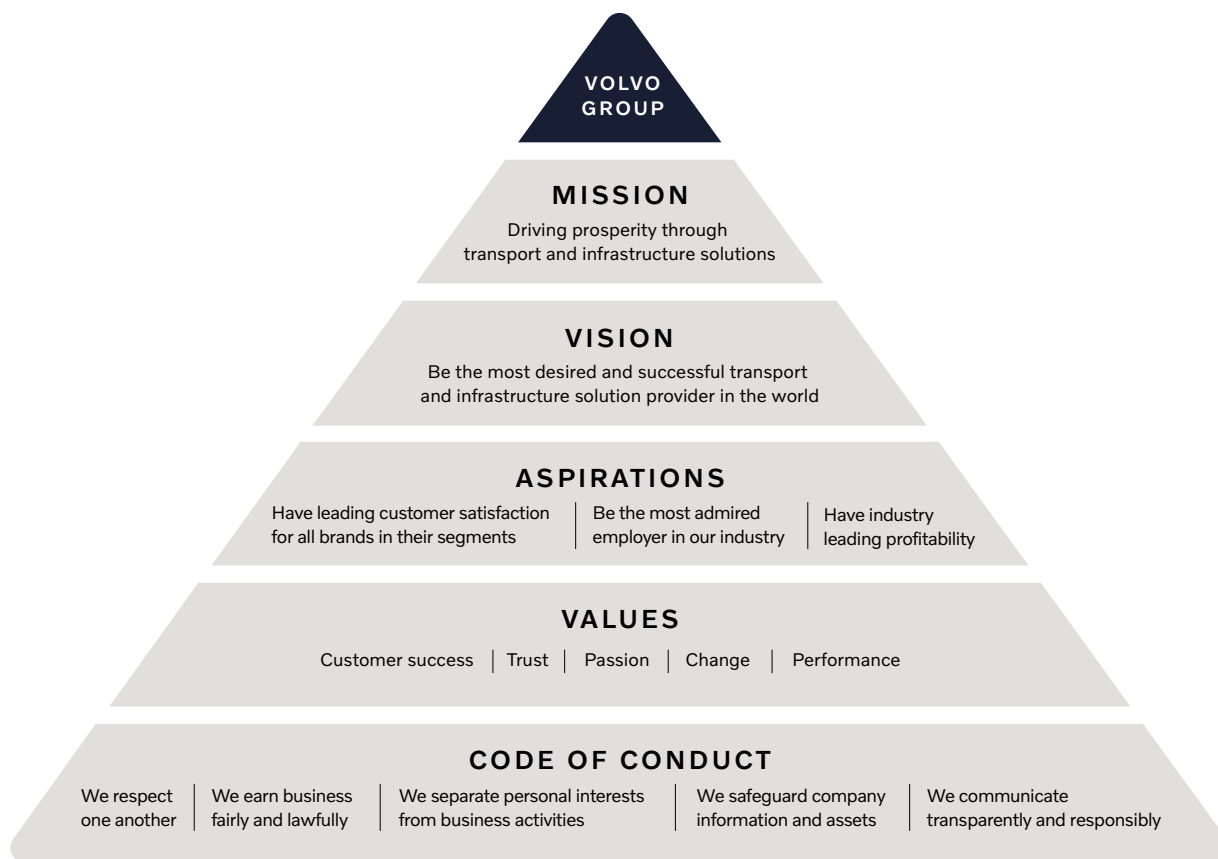 VOLVO
GROUP
MISSION
Driving prosperity through
transport and infrastructure solutions
VISION
Be the most desired and successful transport
and infrastructure solution provider in the world
ASPIRATIONS
Have leading customer satisfaction
for all brands in their segments
Be the most admired
employer in our industry
Have industry
leading profitability
VALUES
Customer success
Trust
Passion
Change
Performance
CODE OF CONDUCT
We respect
one another
We earn business
fairly and lawfully
We separate personal interests
from business activities
We safeguard company
information and assets
We communicate
transparently and responsibly